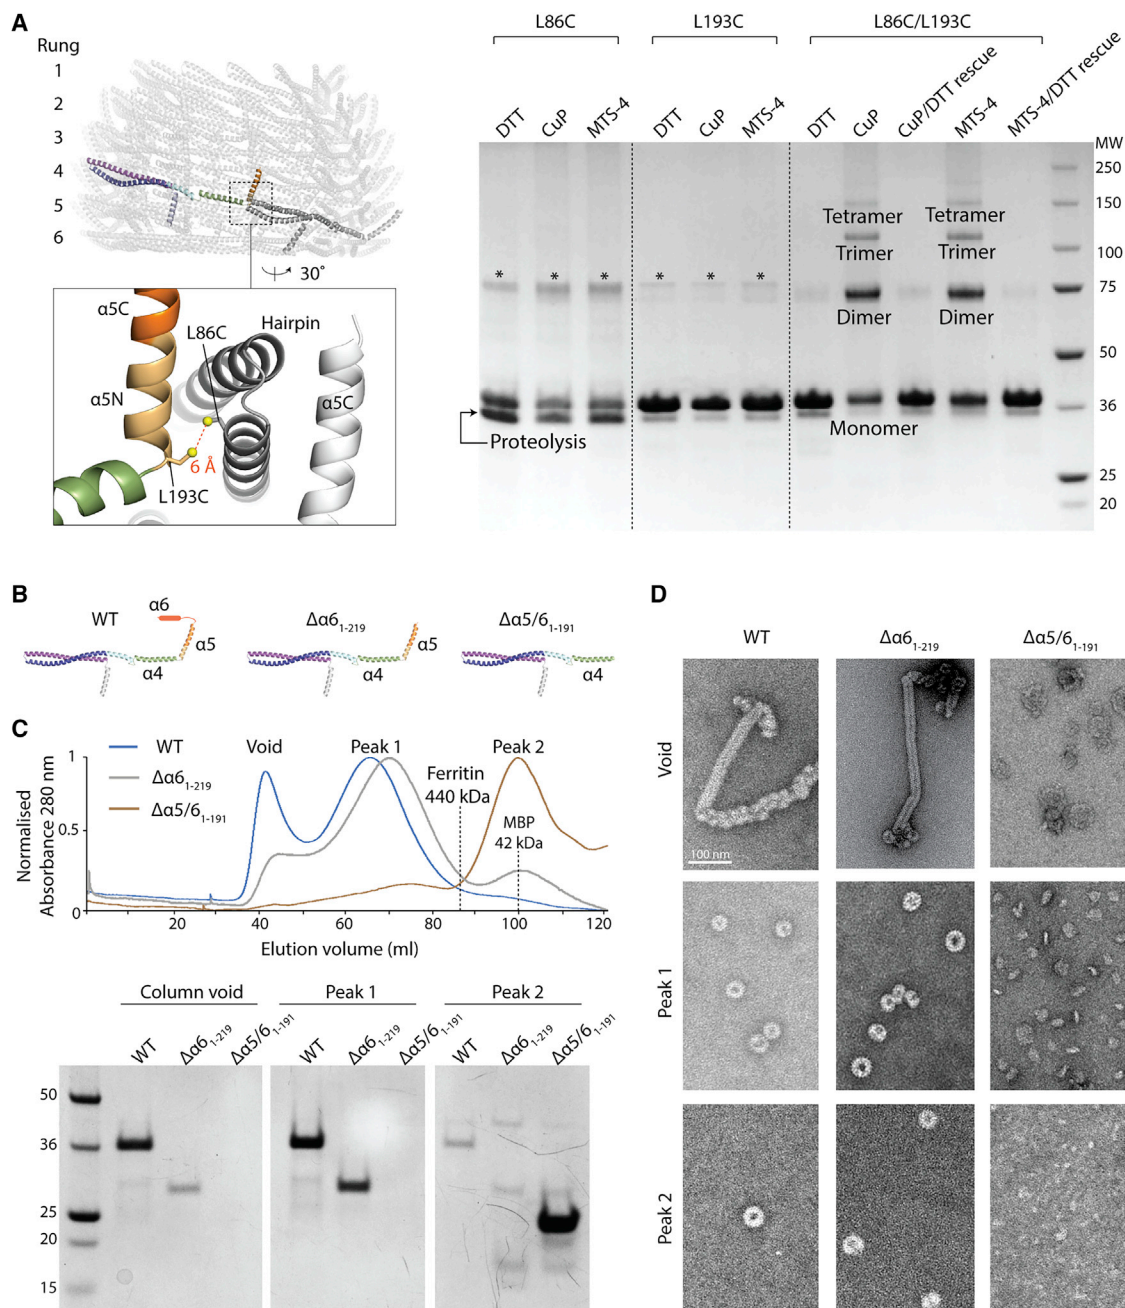 A
Rung
1
2
3
4
5
6
30°
α5C
L86C
Hairpin
α5N
α5C
6 Å
L193C
L86C
L193C
L86C/L193C
DTT
CuP
MTS-4
DTT
CuP
MTS-4
DTT
CuP
CuP/DTT rescue
MTS-4
MTS-4/DTT rescue
MW
250
150
100
75
50
36
25
20
* * * * * *
Tetramer
Trimer
Dimer
Tetramer
Trimer
Dimer
Monomer
Proteolysis
B
WT
α6
α5
α4
Δα6₁₋₂₁₉
α5
α4
Δα5/6₁₋₁₉₁
α4
C
WT
Δα6₁₋₂₁₉
Δα5/6₁₋₁₉₁
Void
Peak 1
Peak 2
Ferritin
440 kDa
MBP
42 kDa
Normalised
Absorbance 280 nm
1
0.5
0
20
40
60
80
100
120
Elution volume (ml)
Column void
Peak 1
Peak 2
WT
Δα6₁₋₂₁₉
Δα5/6₁₋₁₉₁
WT
Δα6₁₋₂₁₉
Δα5/6₁₋₁₉₁
WT
Δα6₁₋₂₁₉
Δα5/6₁₋₁₉₁
50
36
25
20
15
D
WT
Δα6₁₋₂₁₉
Δα5/6₁₋₁₉₁
Void
100 nm
Peak 1
Peak 2